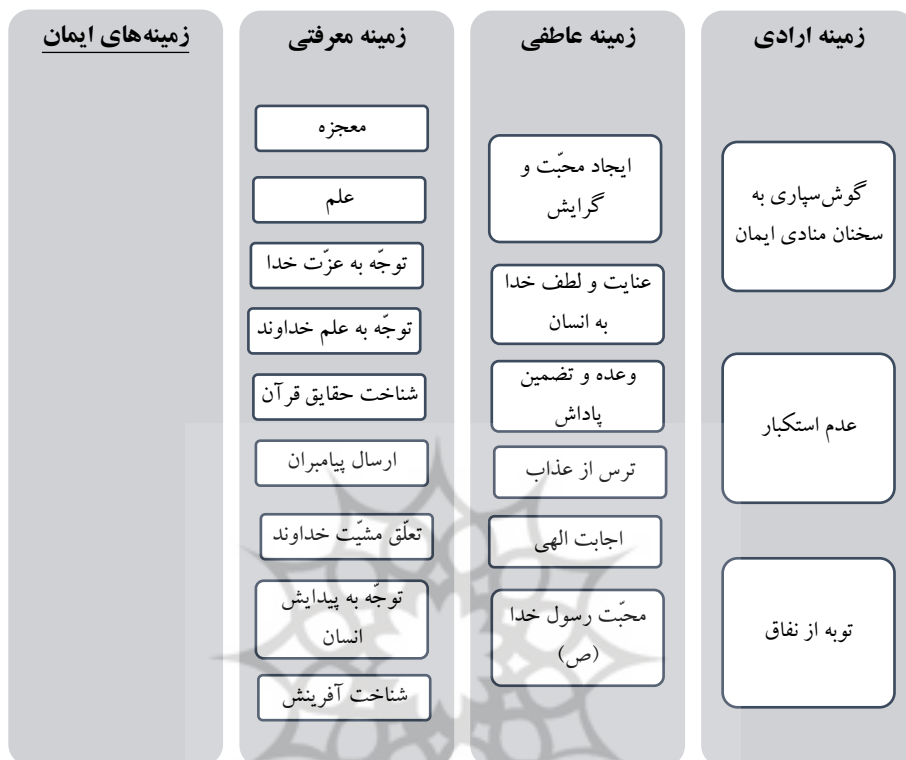 زمینه ارادی
گوش‌سپاری به
سخنان منادی ایمان
عدم استکبار
توبه از نفاق
زمینه عاطفی
ایجاد محبّت و
گرایش
عنایت و لطف خدا
به انسان
وعده و تضمین
پاداش
ترس از عذاب
اجابت الهی
محبّت رسول خدا
(ص)
زمینه معرفتی
معجزه
علم
توجّه به عزّت خدا
توجّه به علم خداوند
شناخت حقایق قرآن
ارسال پیامبران
تعلّق مشیّت خداوند
توجّه به پیدایش
انسان
شناخت آفرینش
زمینه‌های ایمان